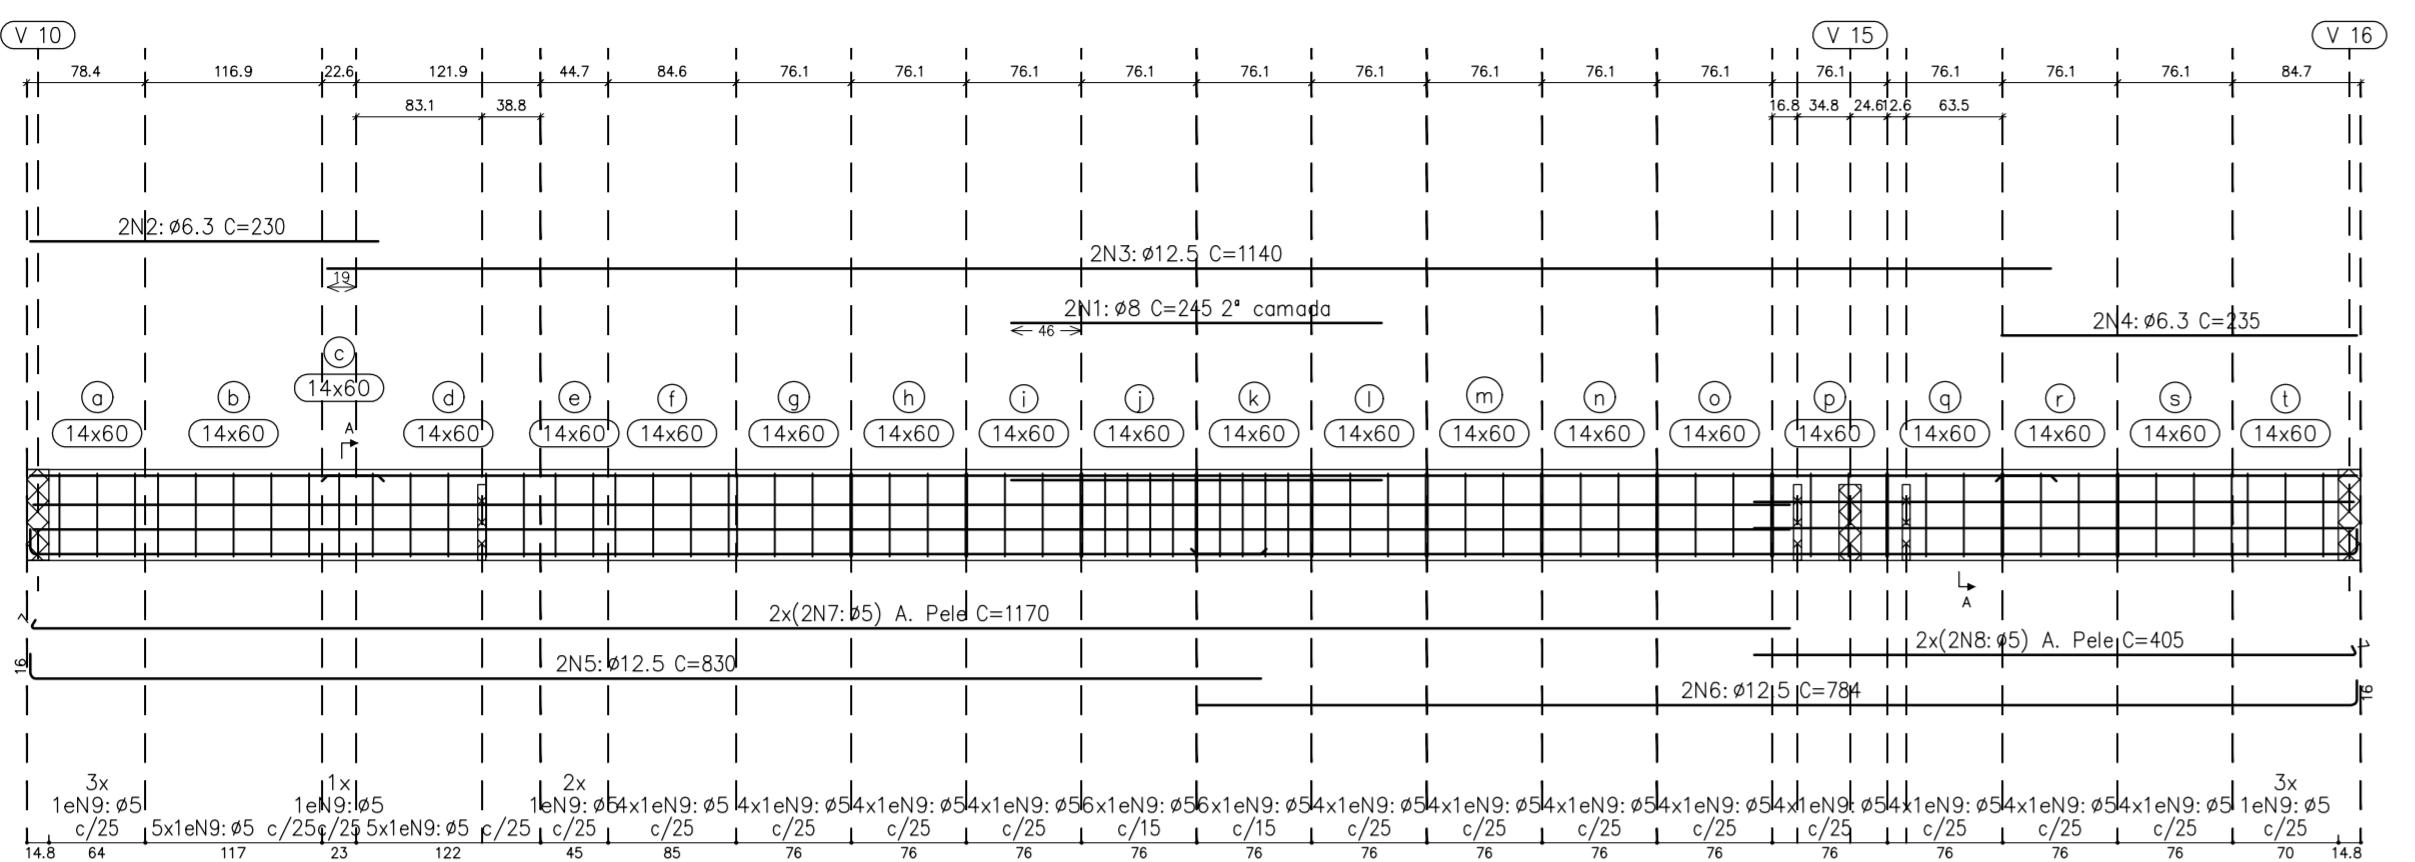 V 10 V 15 V 16
78.4 116.9 22.6 121.9 44.7 84.6 76.1 76.1 76.1 76.1 76.1 76.1 76.1 76.1 76.1 76.1 76.1 76.1 76.1 84.7
83.1 38.8 16.8 34.8 24.6 12.6 63.5
2N2: ø6.3 C=230
2N3: ø12.5 C=1140
19
2N1: ø8 C=245 2ª camada
46
2N4: ø6.3 C=235
c
14x60
a b d e f g h i j k l m n o p q r s t
14x60 14x60 14x60 14x60 14x60 14x60 14x60 14x60 14x60 14x60 14x60 14x60 14x60 14x60 14x60 14x60 14x60 14x60 14x60
A
A
2x(2N7: ø5) A. Pele C=1170
7
2x(2N8: ø5) A. Pele C=405
7
16
2N5: ø12.5 C=830
2N6: ø12.5 C=784
16
3x 1x 2x 3x
1eN9: ø5 1eN9: ø5 1eN9: ø5 4x1eN9: ø5 4x1eN9: ø5 4x1eN9: ø5 4x1eN9: ø5 6x1eN9: ø5 6x1eN9: ø5 4x1eN9: ø5 4x1eN9: ø5 4x1eN9: ø5 4x1eN9: ø5 4x1eN9: ø5 4x1eN9: ø5 4x1eN9: ø5 4x1eN9: ø5 1eN9: ø5
c/25 5x1eN9: ø5 c/25 c/25 5x1eN9: ø5 c/25 c/25 c/25 c/25 c/25 c/25 c/15 c/15 c/25 c/25 c/25 c/25 c/25 c/25 c/25 c/25 c/25
14.8 64 117 23 122 45 85 76 76 76 76 76 76 76 76 76 76 76 76 76 70 14.8